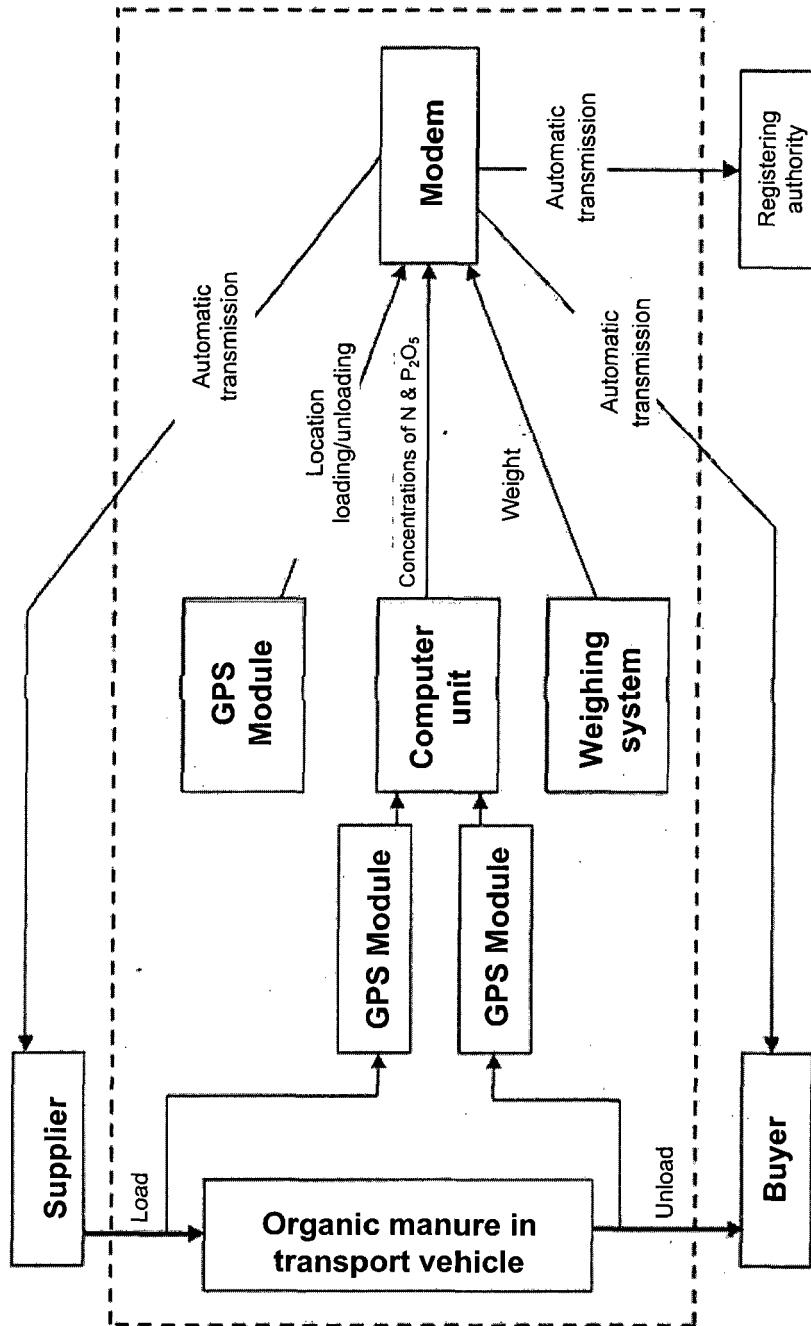 Supplier
Load
Organic manure in
transport vehicle
Unload
Buyer
GPS Module
GPS Module
GPS
Module
Computer
unit
Weighing
system
Automatic
transmission
Location
loading/unloading
Concentrations of N & P₂O₅
Weight
Automatic
transmission
Modem
Automatic
transmission
Registering
authority